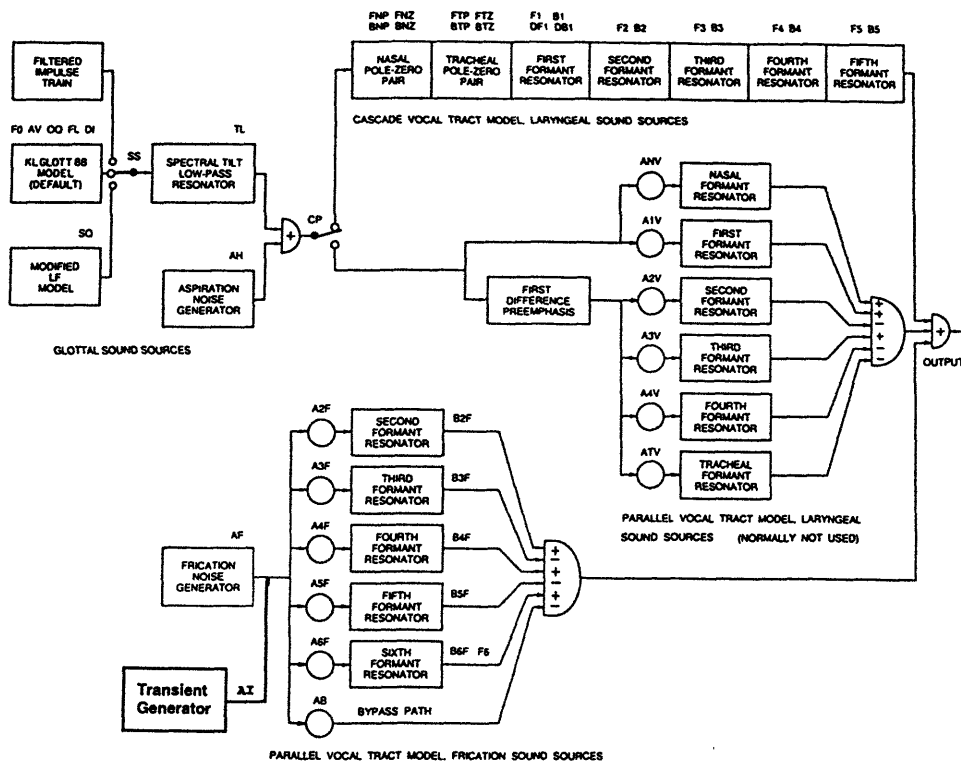 FNP FNZ
BNP BNZ
FTP FTZ
BTP BTZ
F1 B1
DF1 DB1
F2 B2
F3 B3
F4 B4
F5 B5
NASAL
POLE-ZERO
PAIR
TRACHEAL
POLE-ZERO
PAIR
FIRST
FORMANT
RESONATOR
SECOND
FORMANT
RESONATOR
THIRD
FORMANT
RESONATOR
FOURTH
FORMANT
RESONATOR
FIFTH
FORMANT
RESONATOR
CASCADE VOCAL TRACT MODEL, LARYNGEAL SOUND SOURCES
FILTERED
IMPULSE
TRAIN
F0 AV OQ FL DI
KLGLOTT 88
MODEL
(DEFAULT)
SS
TL
SPECTRAL TILT
LOW-PASS
RESONATOR
SQ
MODIFIED
LF
MODEL
AH
ASPIRATION
NOISE
GENERATOR
+
CP
GLOTTAL SOUND SOURCES
FIRST
DIFFERENCE
PREEMPHASIS
ANV
NASAL
FORMANT
RESONATOR
A1V
FIRST
FORMANT
RESONATOR
A2V
SECOND
FORMANT
RESONATOR
A3V
THIRD
FORMANT
RESONATOR
A4V
FOURTH
FORMANT
RESONATOR
ATV
TRACHEAL
FORMANT
RESONATOR
+
+
−
+
−
−
+
OUTPUT
PARALLEL VOCAL TRACT MODEL, LARYNGEAL
SOUND SOURCES (NORMALLY NOT USED)
AF
FRICATION
NOISE
GENERATOR
Transient
Generator
AI
A2F
SECOND
FORMANT
RESONATOR
B2F
A3F
THIRD
FORMANT
RESONATOR
B3F
A4F
FOURTH
FORMANT
RESONATOR
B4F
A5F
FIFTH
FORMANT
RESONATOR
B5F
A6F
SIXTH
FORMANT
RESONATOR
B6F F6
AB
BYPASS PATH
+
−
+
−
+
−
PARALLEL VOCAL TRACT MODEL, FRICATION SOUND SOURCES